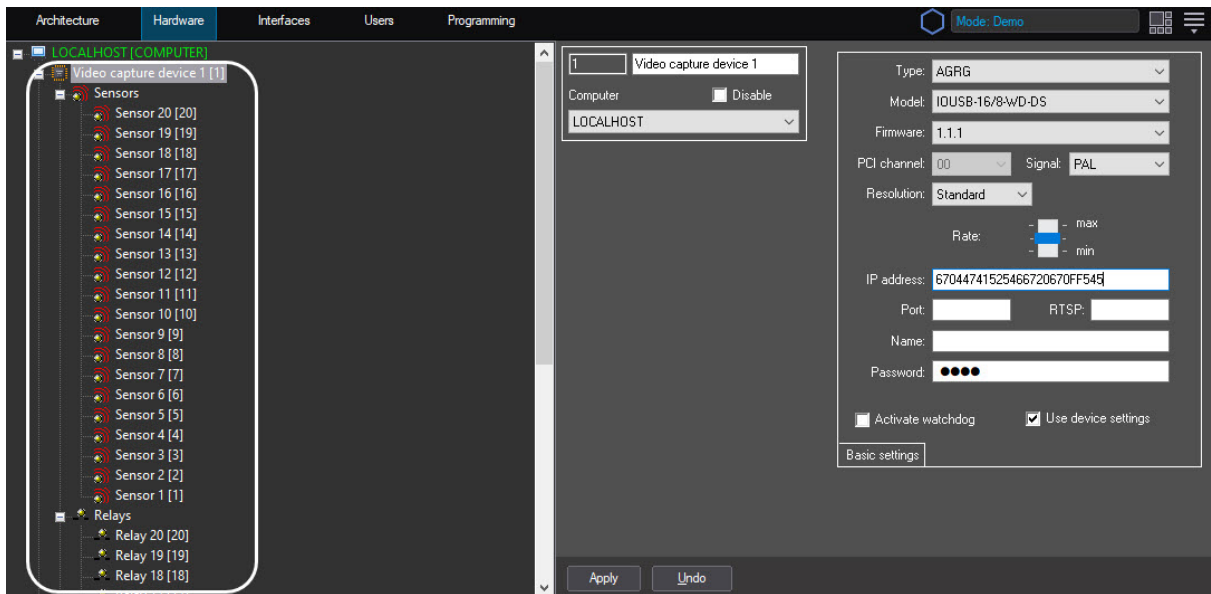 Architecture Hardware Interfaces Users Programming Mode: Demo
LOCALHOST [COMPUTER]
Video capture device 1 [1]
Sensors
Sensor 20 [20]
Sensor 19 [19]
Sensor 18 [18]
Sensor 17 [17]
Sensor 16 [16]
Sensor 15 [15]
Sensor 14 [14]
Sensor 13 [13]
Sensor 12 [12]
Sensor 11 [11]
Sensor 10 [10]
Sensor 9 [9]
Sensor 8 [8]
Sensor 7 [7]
Sensor 6 [6]
Sensor 5 [5]
Sensor 4 [4]
Sensor 3 [3]
Sensor 2 [2]
Sensor 1 [1]
Relays
Relay 20 [20]
Relay 19 [19]
Relay 18 [18]
1 Video capture device 1
Computer Disable
LOCALHOST
Type: AGRG
Model: IOUSB-16/8-WD-DS
Firmware: 1.1.1
PCI channel: 00 Signal: PAL
Resolution: Standard
max
Rate:
min
IP address: 67044741525466720670FF545
Port: RTSP:
Name:
Password: ●●●●
Activate watchdog Use device settings
Basic settings
Apply Undo